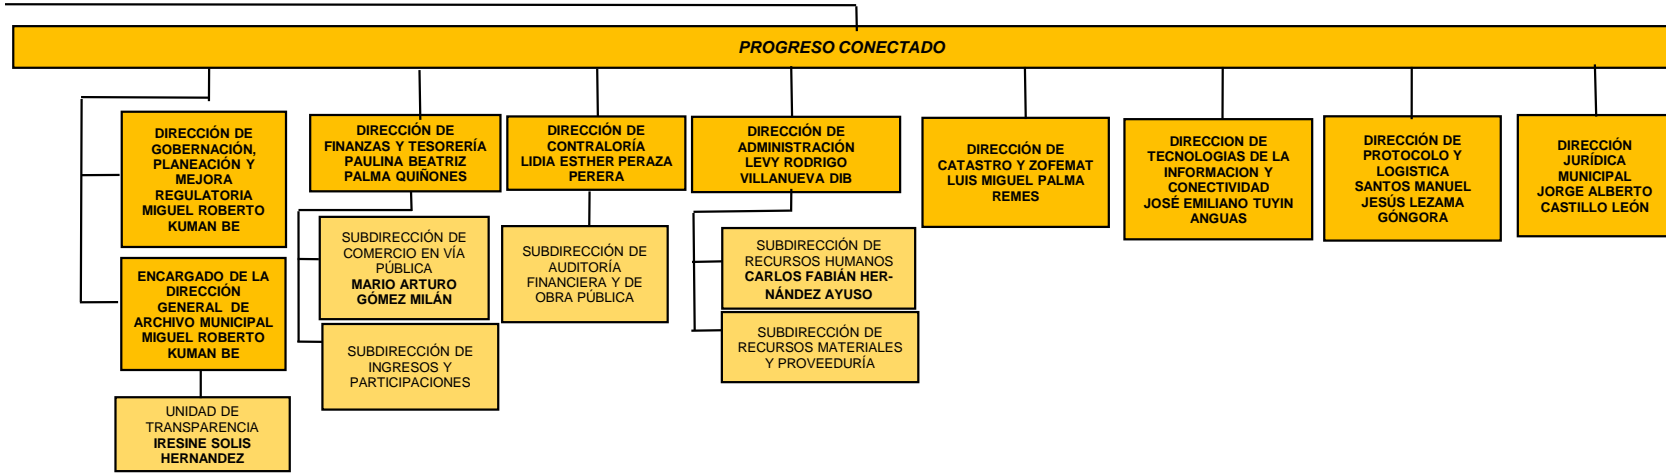 PROGRESO CONECTADO
DIRECCIÓN DE
GOBERNACIÓN,
PLANEACIÓN Y
MEJORA
REGULATORIA
MIGUEL ROBERTO
KUMAN BE
ENCARGADO DE LA
DIRECCIÓN
GENERAL DE
ARCHIVO MUNICIPAL
MIGUEL ROBERTO
KUMAN BE
UNIDAD DE
TRANSPARENCIA
IRESINE SOLIS
HERNANDEZ
DIRECCIÓN DE
FINANZAS Y TESORERÍA
PAULINA BEATRIZ
PALMA QUIÑONES
SUBDIRECCIÓN DE
COMERCIO EN VÍA
PÚBLICA
MARIO ARTURO
GÓMEZ MILÁN
SUBDIRECCIÓN DE
INGRESOS Y
PARTICIPACIONES
DIRECCIÓN DE
CONTRALORÍA
LIDIA ESTHER PERAZA
PERERA
SUBDIRECCIÓN DE
AUDITORÍA
FINANCIERA Y DE
OBRA PÚBLICA
DIRECCIÓN DE
ADMINISTRACIÓN
LEVY RODRIGO
VILLANUEVA DIB
SUBDIRECCIÓN DE
RECURSOS HUMANOS
CARLOS FABIÁN HER-
NÁNDEZ AYUSO
SUBDIRECCIÓN DE
RECURSOS MATERIALES
Y PROVEEDURÍA
DIRECCIÓN DE
CATASTRO Y ZOFEMAT
LUIS MIGUEL PALMA
REMES
DIRECCION DE
TECNOLOGIAS DE LA
INFORMACION Y
CONECTIVIDAD
JOSÉ EMILIANO TUYIN
ANGUAS
DIRECCIÓN DE
PROTOCOLO Y
LOGISTICA
SANTOS MANUEL
JESÚS LEZAMA
GÓNGORA
DIRECCIÓN
JURÍDICA
MUNICIPAL
JORGE ALBERTO
CASTILLO LEÓN